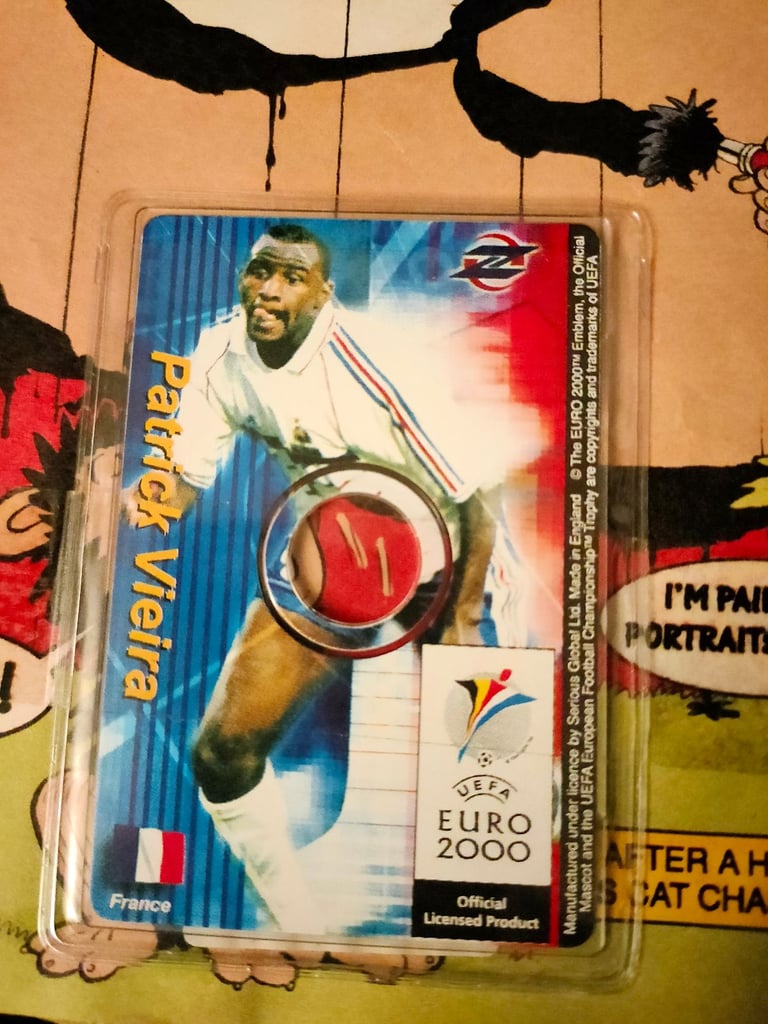 Patrick Vieira
France
UEFA
EURO
2000
Official
Licensed Product
Manufactured under licence by Serious Global Ltd. Made in England © The EURO 2000™ Emblem, the Official
Mascot and the UEFA European Football Championship™ Trophy are copyrights and trademarks of UEFA
I'M PAI
PORTRAITS
!
AFTER A H
S CAT CHA